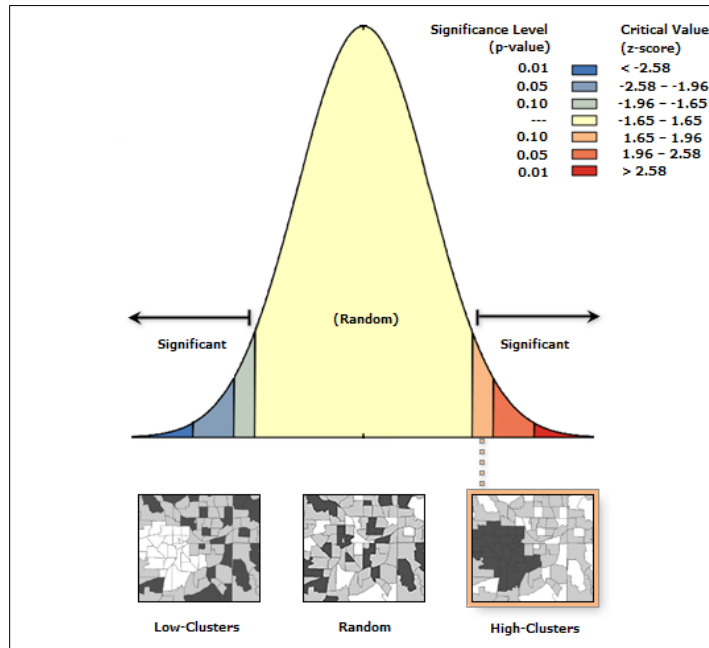 Significance Level Critical Value
(p-value) (z-score)
0.01 < -2.58
0.05 -2.58 – -1.96
0.10 -1.96 – -1.65
--- -1.65 – 1.65
0.10 1.65 – 1.96
0.05 1.96 – 2.58
0.01 > 2.58
(Random)
Significant Significant
Low-Clusters Random High-Clusters